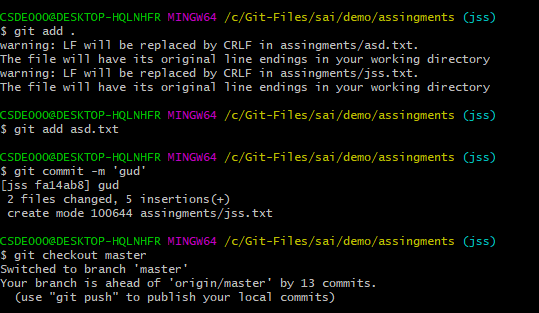 CSDE000@DESKTOP-HQLNHFR MINGW64 /c/Git-Files/sai/demo/assingments (jss)
$ git add .
warning: LF will be replaced by CRLF in assingments/asd.txt.
The file will have its original line endings in your working directory
warning: LF will be replaced by CRLF in assingments/jss.txt.
The file will have its original line endings in your working directory
CSDE000@DESKTOP-HQLNHFR MINGW64 /c/Git-Files/sai/demo/assingments (jss)
$ git add asd.txt
CSDE000@DESKTOP-HQLNHFR MINGW64 /c/Git-Files/sai/demo/assingments (jss)
$ git commit -m 'gud'
[jss fa14ab8] gud
2 files changed, 5 insertions(+)
create mode 100644 assingments/jss.txt
CSDE000@DESKTOP-HQLNHFR MINGW64 /c/Git-Files/sai/demo/assingments (jss)
$ git checkout master
Switched to branch 'master'
Your branch is ahead of 'origin/master' by 13 commits.
(use "git push" to publish your local commits)